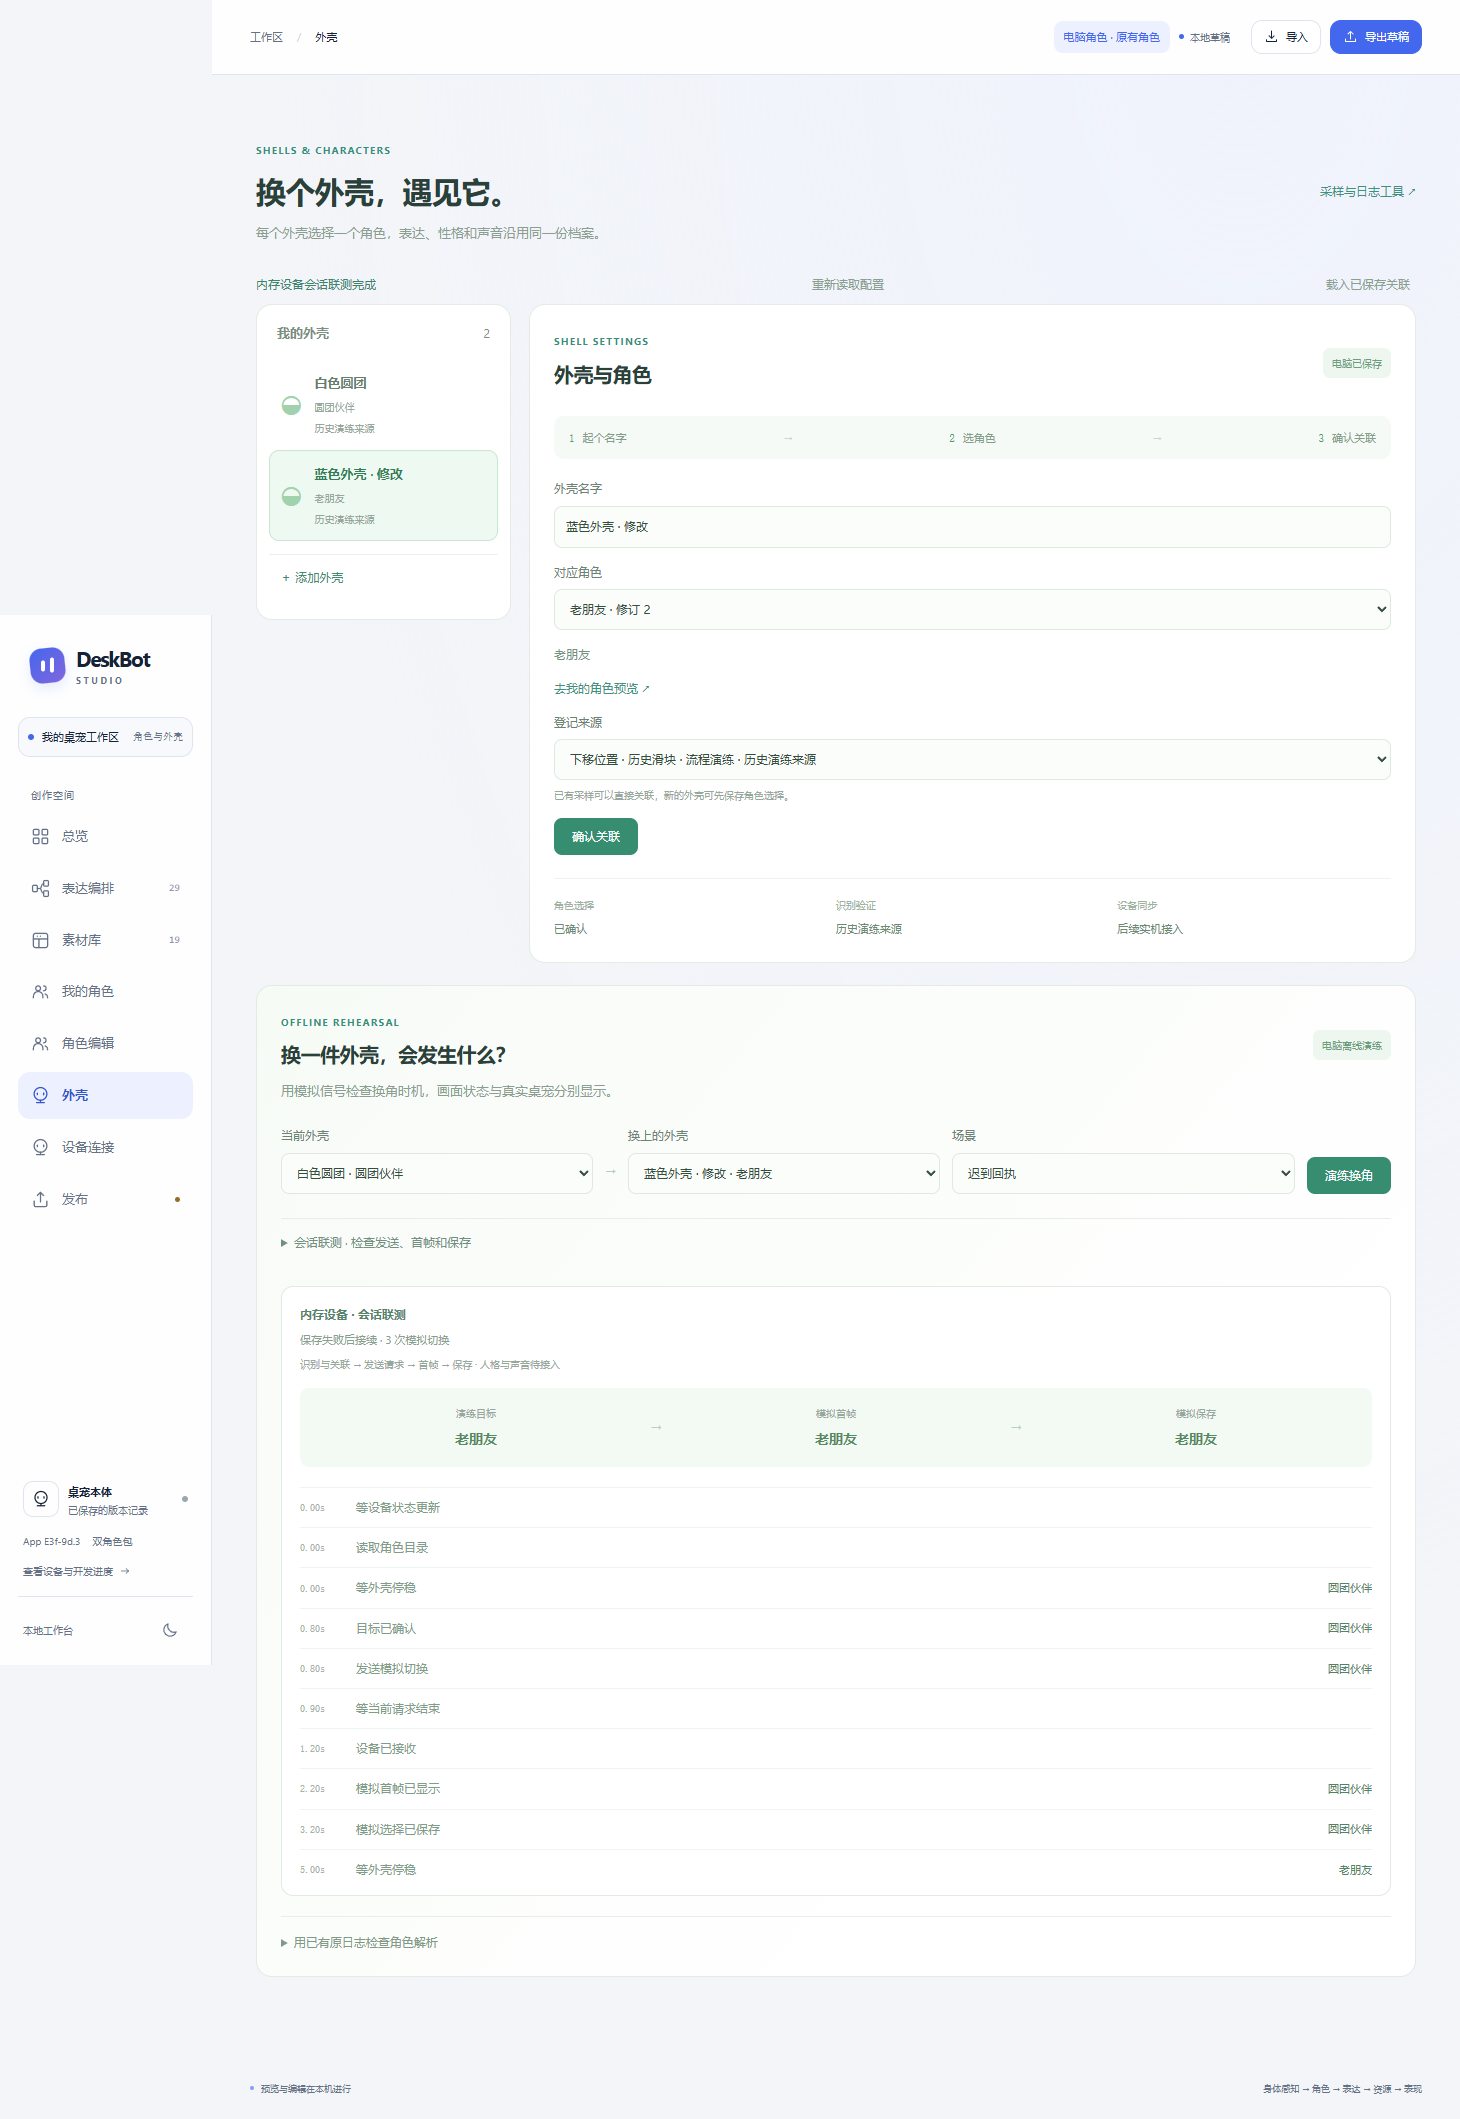 工作区 / 外壳
电脑角色 · 原有角色
本地草稿
导入
导出草稿
SHELLS & CHARACTERS
换个外壳，遇见它。
采样与日志工具 ↗
每个外壳选择一个角色，表达、性格和声音沿用同一份档案。
内存设备会话联测完成
重新读取配置
载入已保存关联
我的外壳 2
白色圆团
圆团伙伴
历史演练来源
蓝色外壳 · 修改
老朋友
历史演练来源
+ 添加外壳
SHELL SETTINGS
外壳与角色
电脑已保存
1 起个名字 → 2 选角色 → 3 确认关联
外壳名字
蓝色外壳 · 修改
对应角色
老朋友 · 修订 2
老朋友
去我的角色预览 ↗
登记来源
下移位置 · 历史滑块 · 流程演练 · 历史演练来源
已有采样可以直接关联，新的外壳可先保存角色选择。
确认关联
角色选择
已确认
识别验证
历史演练来源
设备同步
后续实机接入
DeskBot
STUDIO
我的桌宠工作区 角色与外壳
创作空间
总览
表达编排 29
素材库 19
我的角色
角色编辑
外壳
设备连接
发布
桌宠本体
已保存的版本记录
App E3f-9d.3 双角色包
查看设备与开发进度 →
本地工作台
OFFLINE REHEARSAL
换一件外壳，会发生什么？
电脑离线演练
用模拟信号检查换角时机，画面状态与真实桌宠分别显示。
当前外壳
白色圆团 · 圆团伙伴
→
换上的外壳
蓝色外壳 · 修改 · 老朋友
场景
迟到回执
演练换角
▶ 会话联测 · 检查发送、首帧和保存
内存设备 · 会话联测
保存失败后接续 · 3 次模拟切换
识别与关联 → 发送请求 → 首帧 → 保存 · 人格与声音待接入
演练目标
老朋友
→
模拟首帧
老朋友
→
模拟保存
老朋友
0.00s 等设备状态更新
0.00s 读取角色目录
0.00s 等外壳停稳 圆团伙伴
0.80s 目标已确认 圆团伙伴
0.80s 发送模拟切换 圆团伙伴
0.90s 等当前请求结束
1.20s 设备已接收
2.20s 模拟首帧已显示 圆团伙伴
3.20s 模拟选择已保存 圆团伙伴
5.00s 等外壳停稳 老朋友
▶ 用已有原日志检查角色解析
预览与编辑在本机进行
身体感知 → 角色 → 表达 → 资源 → 表现